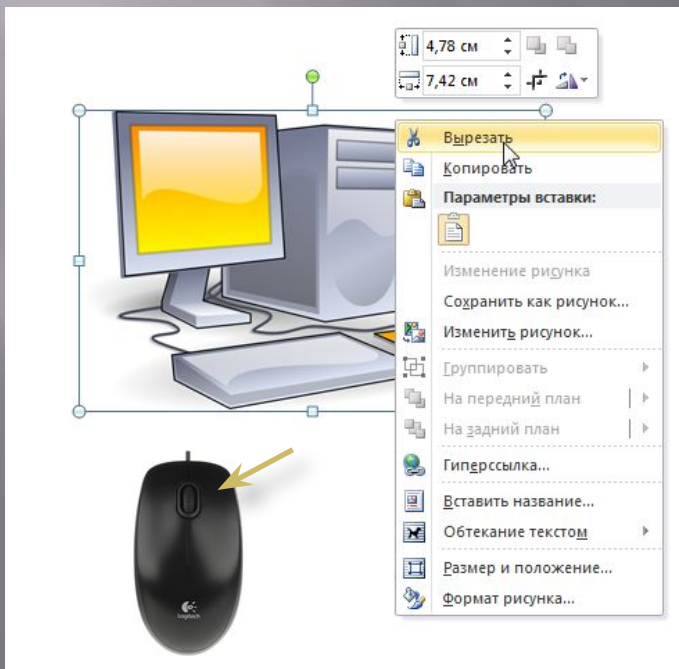 4,78 см
7,42 см
Вырезать
Копировать
Параметры вставки:
Изменение рисунка
Сохранить как рисунок...
Изменить рисунок...
Группировать
На передний план
На задний план
Гиперссылка...
Вставить название...
Обтекание текстом
Размер и положение...
Формат рисунка...
Logitech